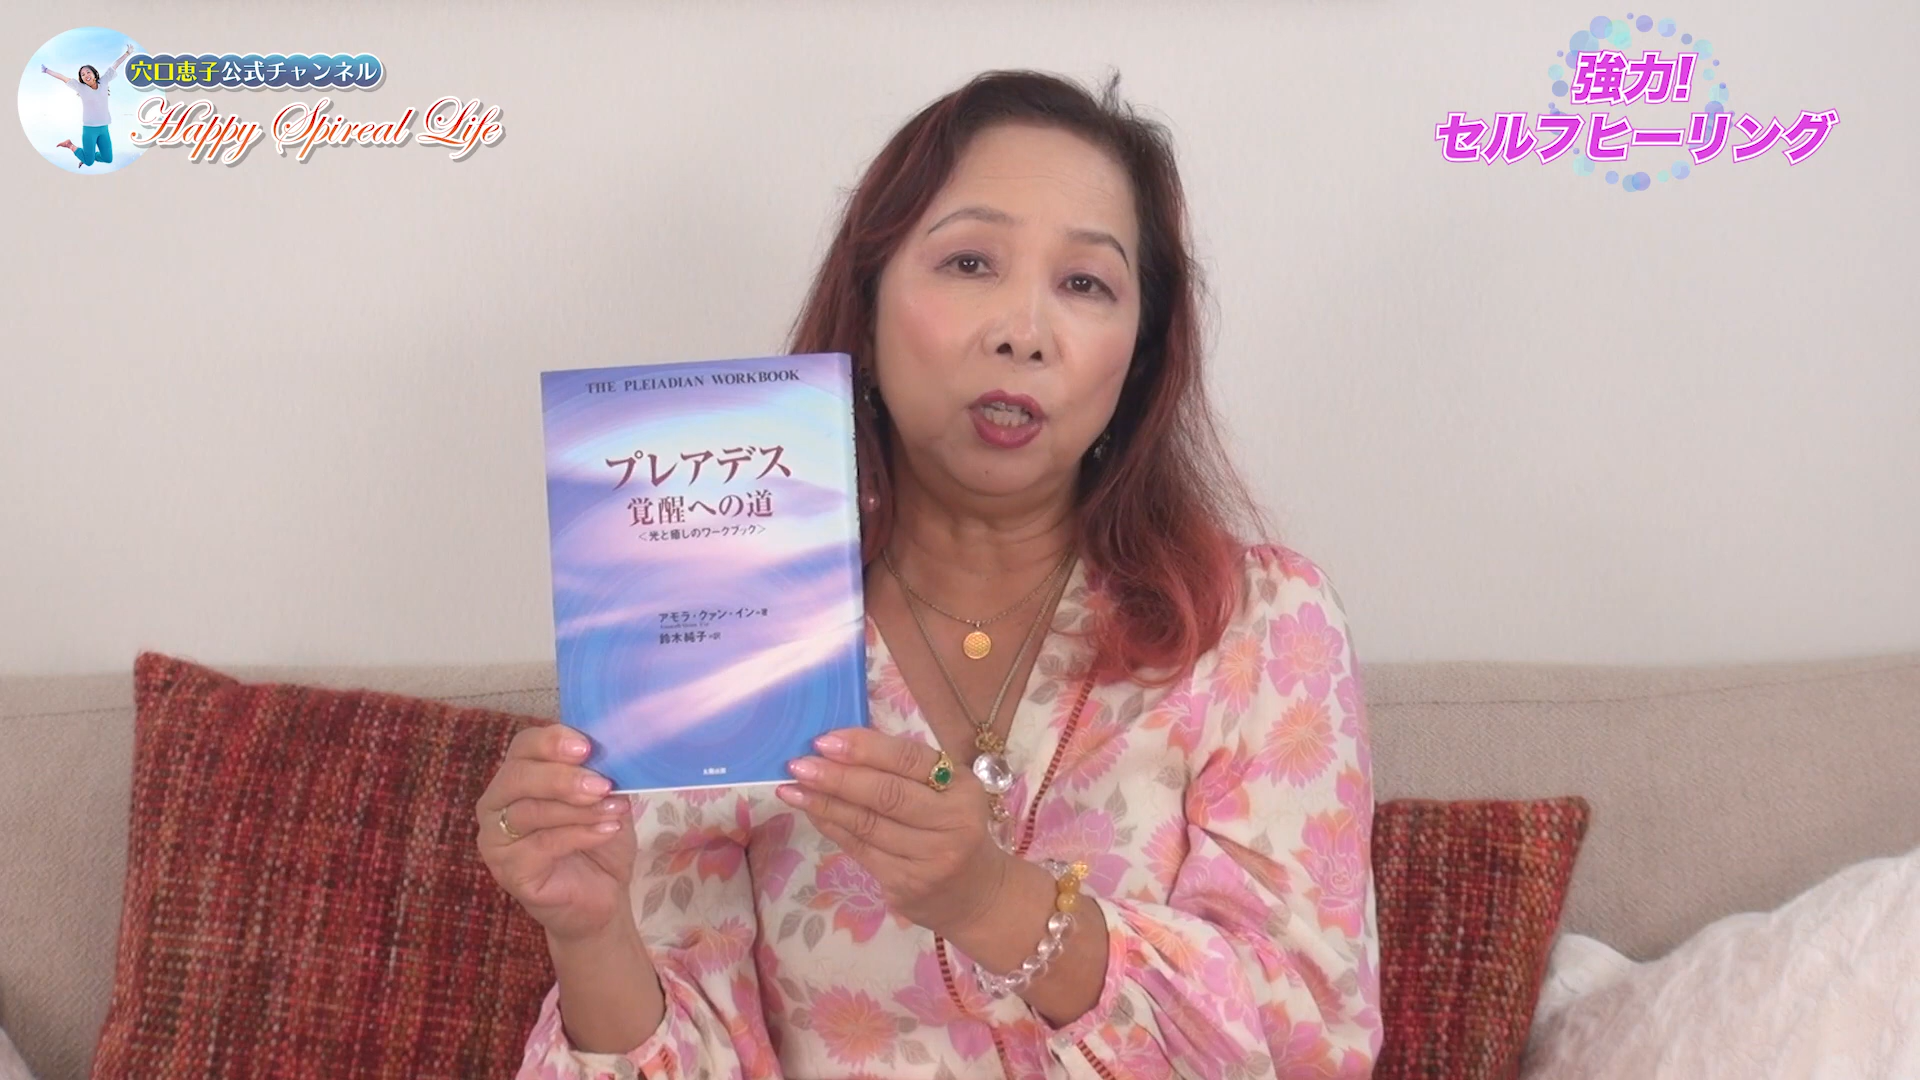 穴口恵子公式チャンネル
Happy Spireal Life
強力!
セルフヒーリング
THE PLEIADIAN WORKBOOK
プレアデス
覚醒への道
<光と癒しのワークブック>
アモラ・クァン・イン=著
鈴木純子=訳